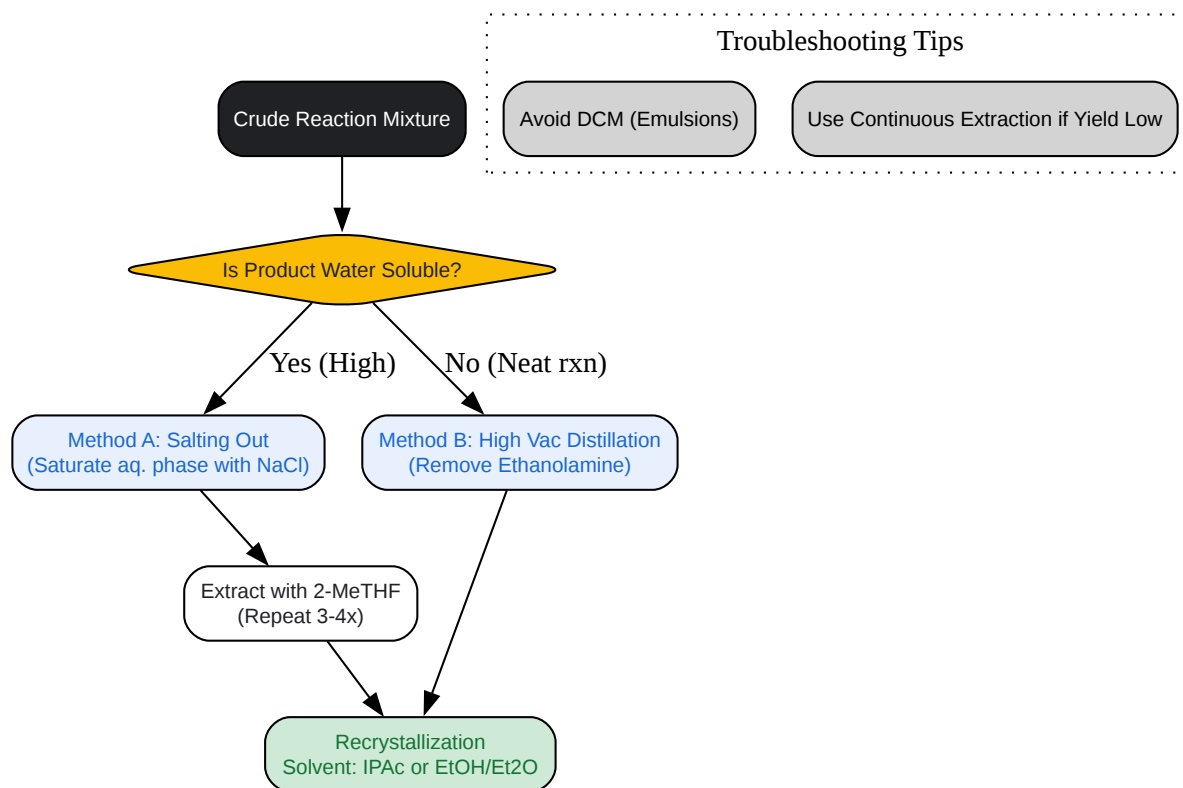 Troubleshooting Tips
Crude Reaction Mixture
Avoid DCM (Emulsions)
Use Continuous Extraction if Yield Low
Is Product Water Soluble?
Yes (High)
No (Neat rxn)
Method A: Salting Out
(Saturate aq. phase with NaCl)
Method B: High Vac Distillation
(Remove Ethanolamine)
Extract with 2-MeTHF
(Repeat 3-4x)
Recrystallization
Solvent: IPAc or EtOH/Et2O